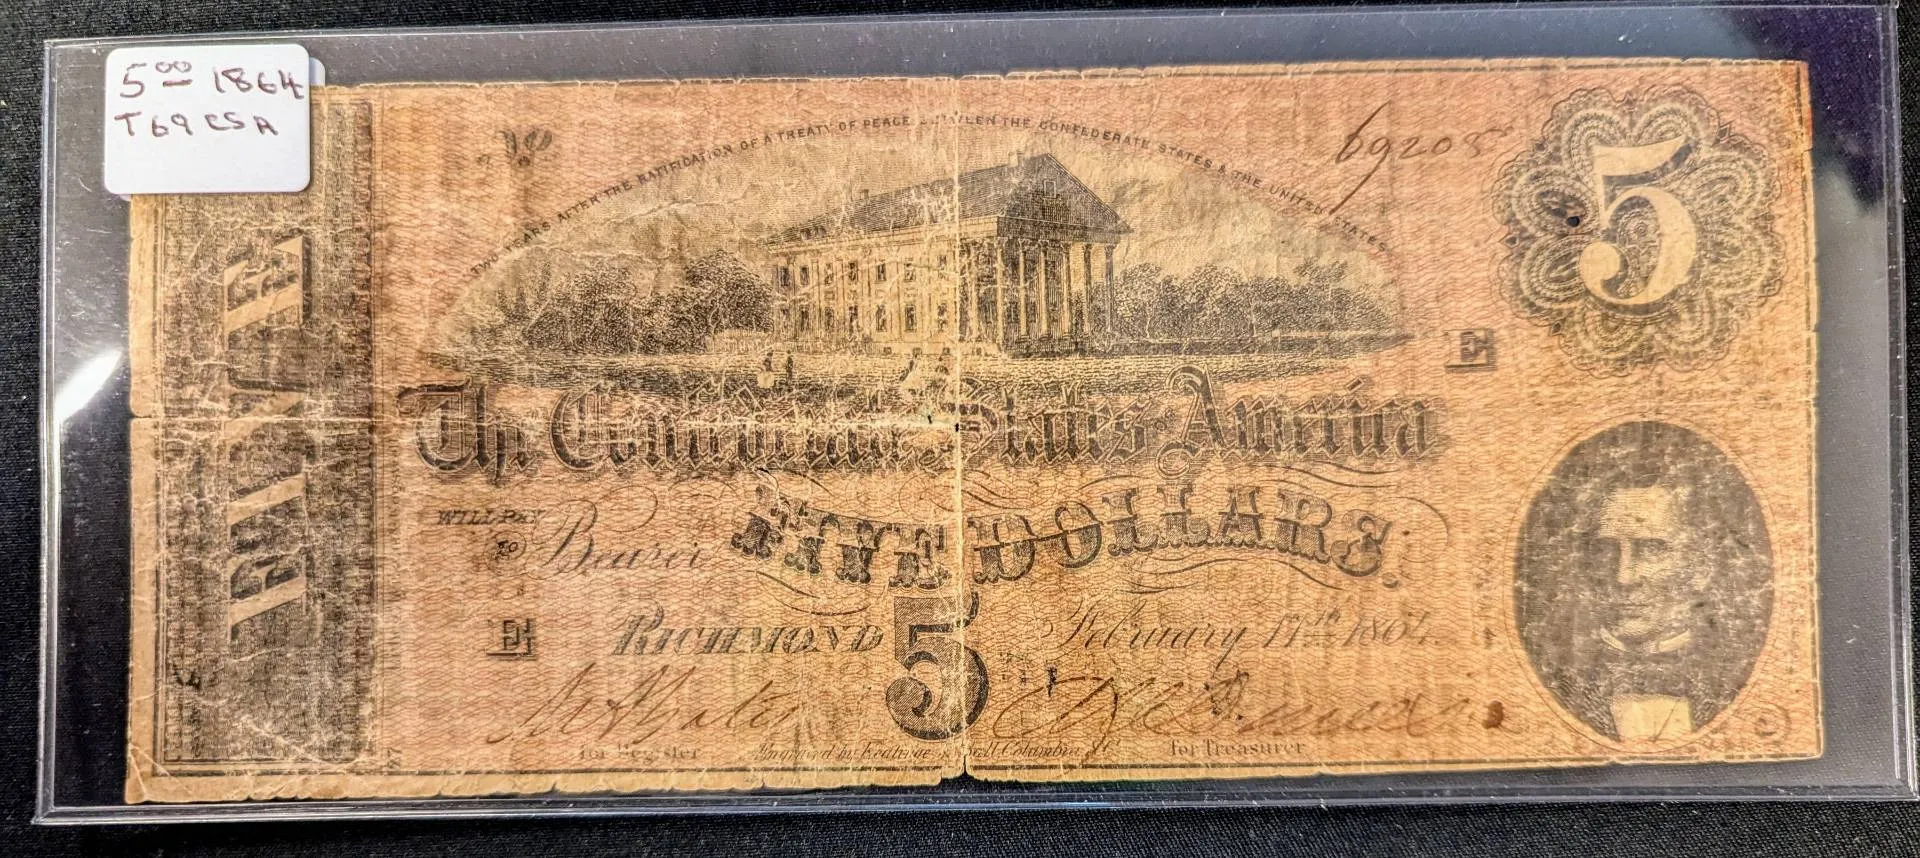 5⁰⁰ 1864
T69 CSA
TWO YEARS AFTER THE RATIFICATION OF A TREATY OF PEACE BETWEEN THE CONFEDERATE STATES & THE UNITED STATES
No
69205
5
FIVE
E
The Confederate States America
WILL PAY
to Bearer
FIVE DOLLARS.
E
RICHMOND
5
February 17th 1864.
for Register
Engraved by Keatinge & Ball Columbia, S.C.
for Treasurer